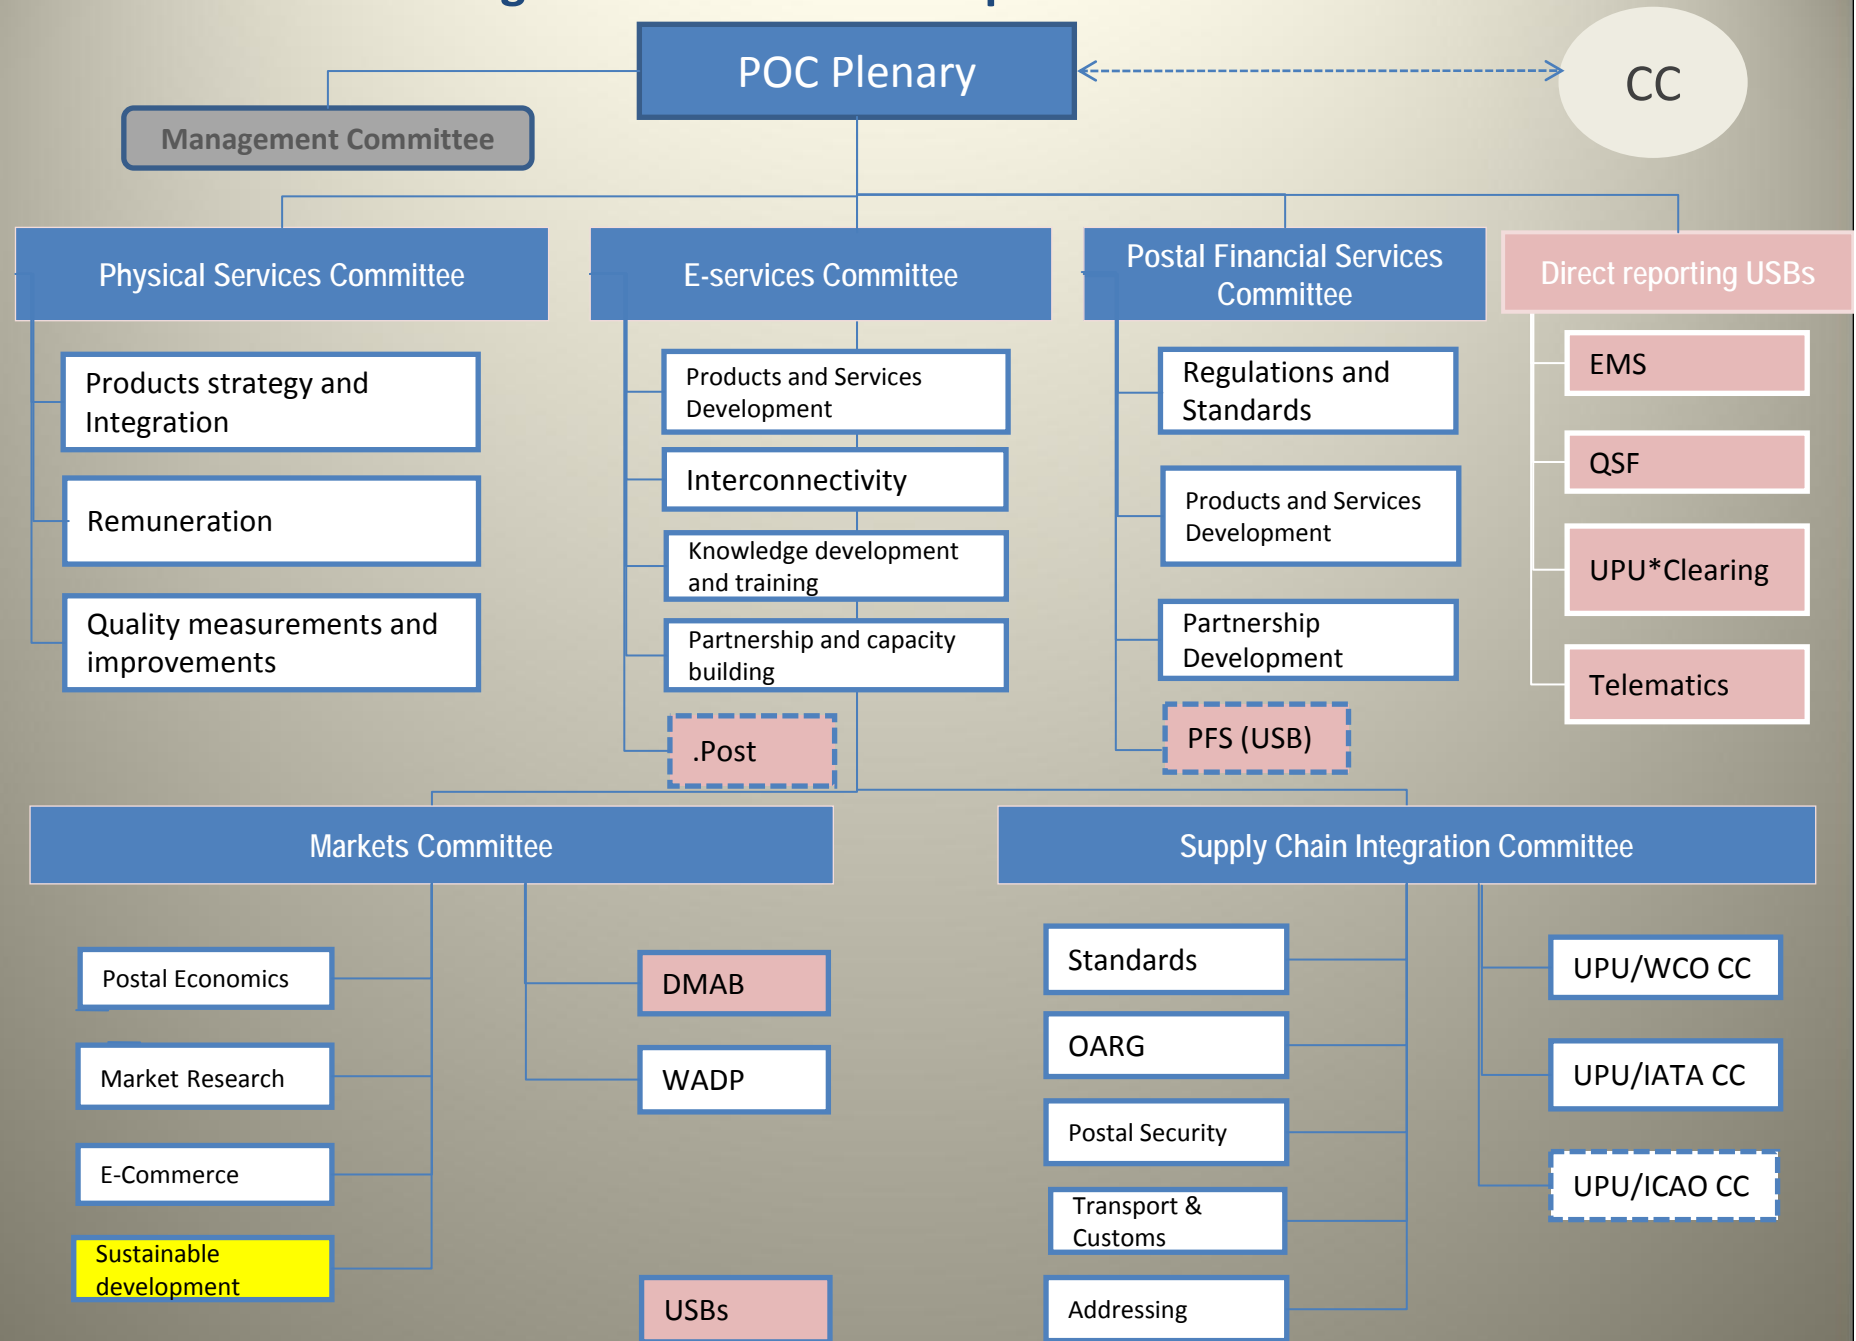 POC Plenary
CC
Management Committee
Physical Services Committee
E-services Committee
Postal Financial Services
Committee
Direct reporting USBs
Products strategy and
Integration
Remuneration
Quality measurements and
improvements
Products and Services
Development
Interconnectivity
Knowledge development
and training
Partnership and capacity
building
.Post
Regulations and
Standards
Products and Services
Development
Partnership
Development
PFS (USB)
EMS
QSF
UPU*Clearing
Telematics
Markets Committee
Supply Chain Integration Committee
Postal Economics
Market Research
E-Commerce
Sustainable
development
DMAB
WADP
USBs
Standards
OARG
Postal Security
Transport &
Customs
Addressing
UPU/WCO CC
UPU/IATA CC
UPU/ICAO CC